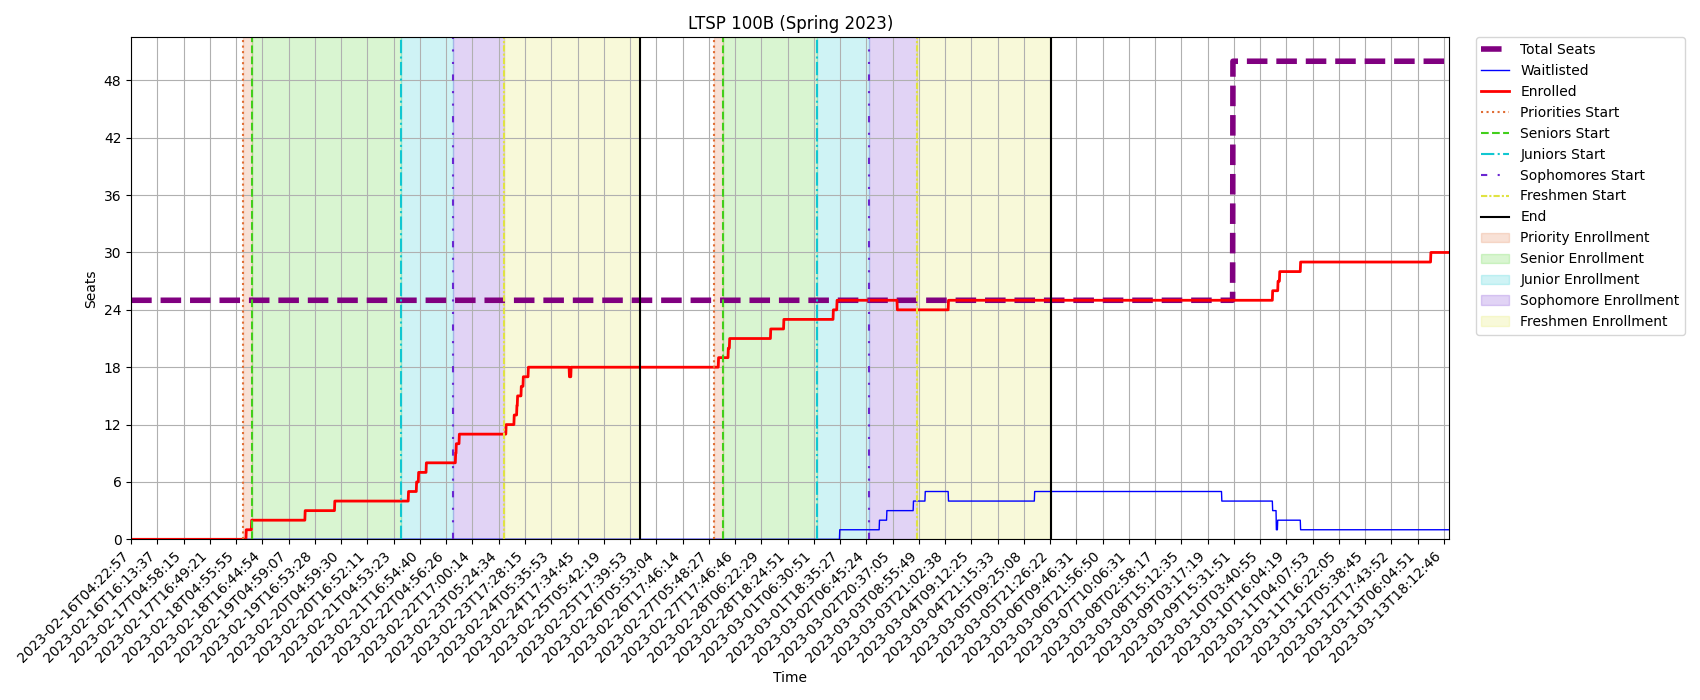 LTSP 100B (Spring 2023)
Seats
48
42
36
30
24
18
12
6
0
2023-02-16T04:22:57
2023-02-16T16:13:37
2023-02-17T04:58:15
2023-02-17T16:49:21
2023-02-18T04:55:55
2023-02-18T16:44:54
2023-02-19T04:59:07
2023-02-19T16:53:28
2023-02-20T04:59:30
2023-02-20T16:52:11
2023-02-21T04:53:23
2023-02-21T16:54:40
2023-02-22T04:56:26
2023-02-22T17:00:14
2023-02-23T05:24:34
2023-02-23T17:28:15
2023-02-24T05:35:53
2023-02-24T17:34:45
2023-02-25T05:42:19
2023-02-25T17:39:53
2023-02-26T05:53:04
2023-02-26T17:46:14
2023-02-27T05:48:27
2023-02-27T17:46:46
2023-02-28T06:22:29
2023-02-28T18:24:51
2023-03-01T06:30:51
2023-03-01T18:35:27
2023-03-02T06:45:24
2023-03-02T20:37:05
2023-03-03T08:55:49
2023-03-03T21:02:38
2023-03-04T09:12:25
2023-03-04T21:15:33
2023-03-05T09:25:08
2023-03-05T21:26:22
2023-03-06T09:46:31
2023-03-06T21:56:50
2023-03-07T10:06:31
2023-03-08T02:58:17
2023-03-08T15:12:35
2023-03-09T03:17:19
2023-03-09T15:31:51
2023-03-10T03:40:55
2023-03-10T16:04:19
2023-03-11T04:07:53
2023-03-11T16:22:05
2023-03-12T05:38:45
2023-03-12T17:43:52
2023-03-13T06:04:51
2023-03-13T18:12:46
Time
Total Seats
Waitlisted
Enrolled
Priorities Start
Seniors Start
Juniors Start
Sophomores Start
Freshmen Start
End
Priority Enrollment
Senior Enrollment
Junior Enrollment
Sophomore Enrollment
Freshmen Enrollment